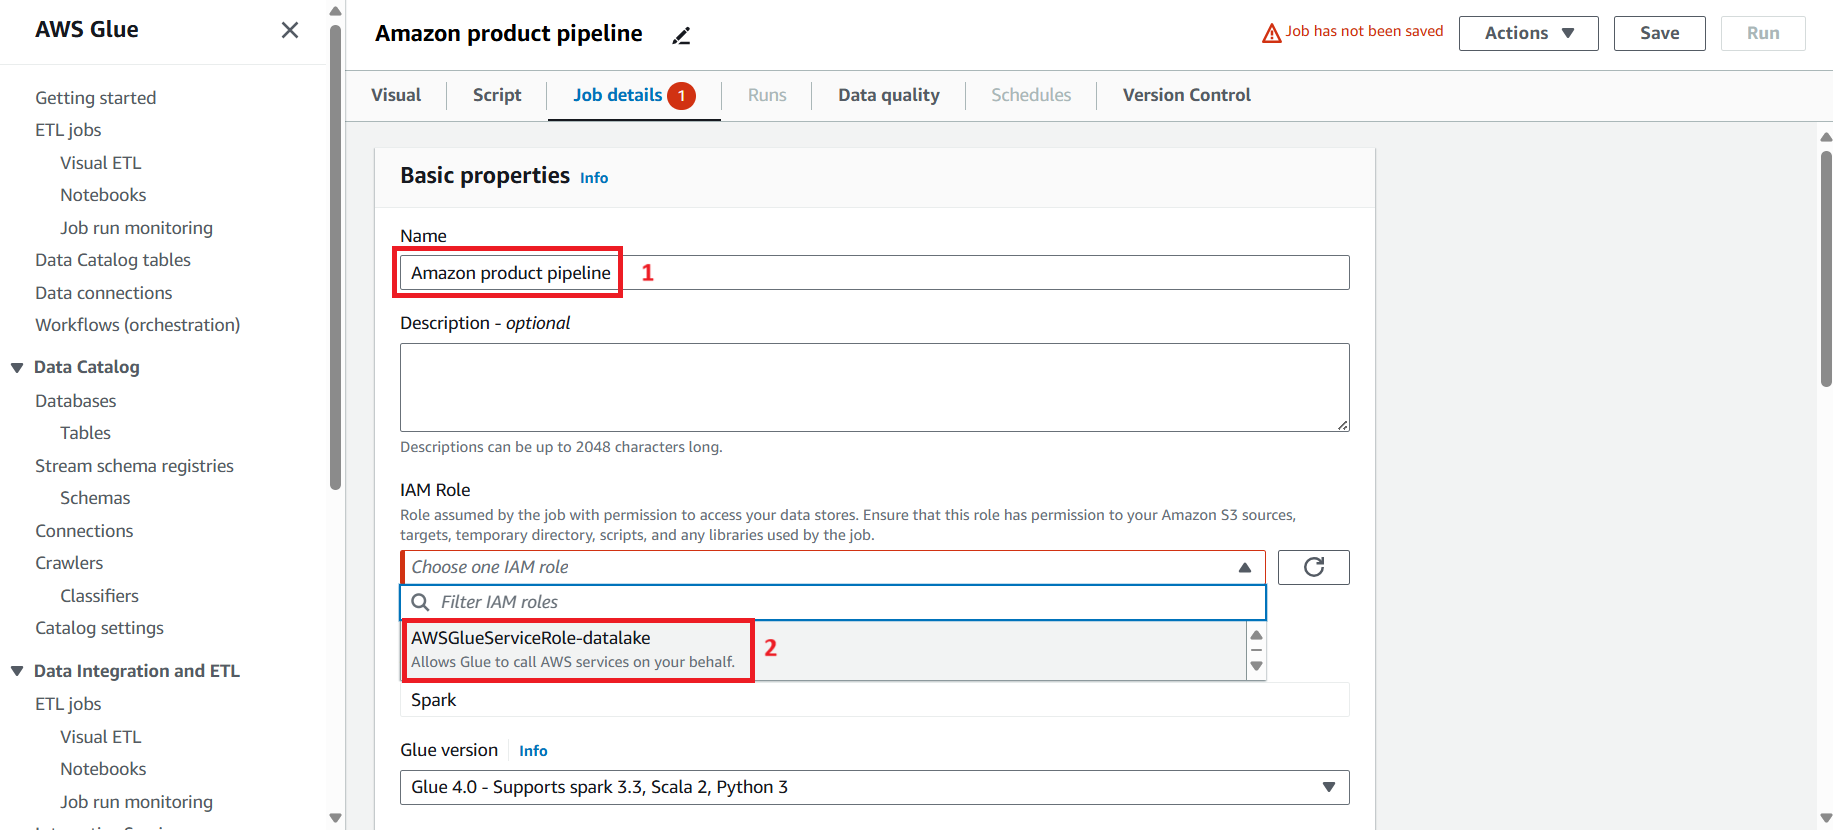 AWS Glue
Getting started
ETL jobs
Visual ETL
Notebooks
Job run monitoring
Data Catalog tables
Data connections
Workflows (orchestration)
Data Catalog
Databases
Tables
Stream schema registries
Schemas
Connections
Crawlers
Classifiers
Catalog settings
Data Integration and ETL
ETL jobs
Visual ETL
Notebooks
Job run monitoring
Amazon product pipeline
Job has not been saved
Actions
Save
Run
Visual
Script
Job details 1
Runs
Data quality
Schedules
Version Control
Basic properties Info
Name
Amazon product pipeline 1
Description - optional
Descriptions can be up to 2048 characters long.
IAM Role
Role assumed by the job with permission to access your data stores. Ensure that this role has permission to your Amazon S3 sources,
targets, temporary directory, scripts, and any libraries used by the job.
Choose one IAM role
Filter IAM roles
AWSGlueServiceRole-datalake
Allows Glue to call AWS services on your behalf.
2
Spark
Glue version Info
Glue 4.0 - Supports spark 3.3, Scala 2, Python 3